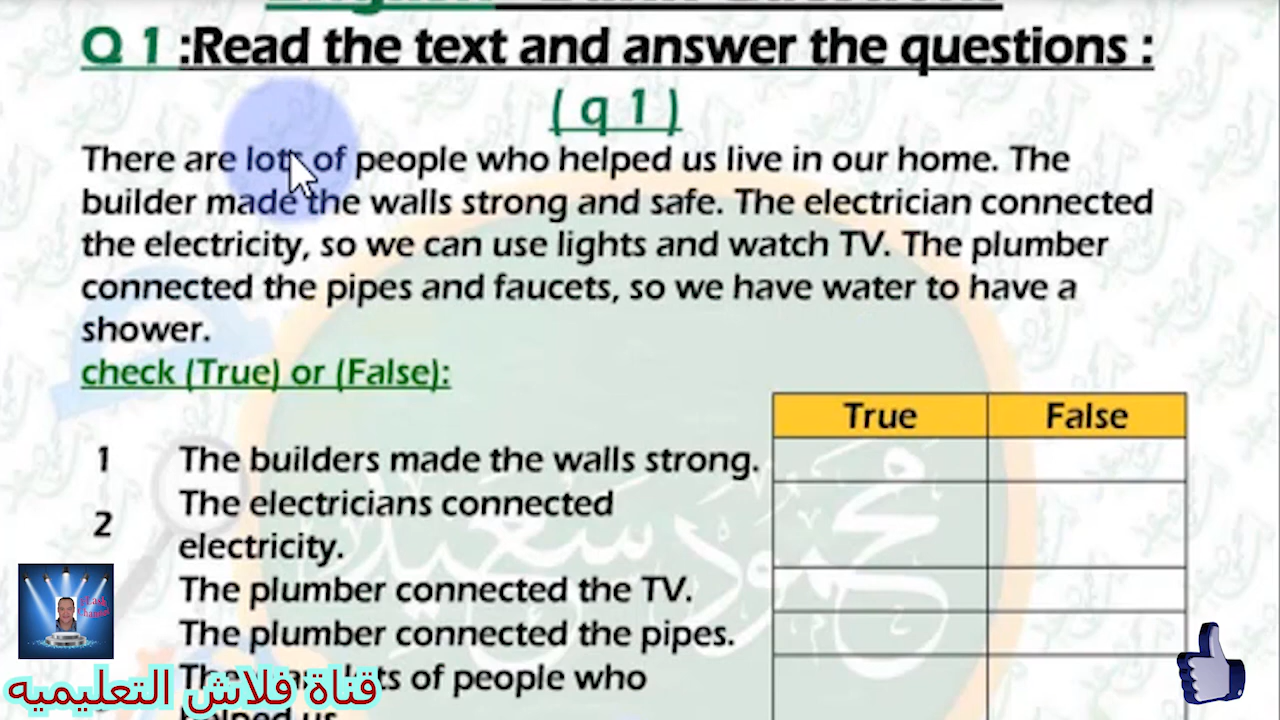 Q 1 :Read the text and answer the questions :
( q 1 )
There are lots of people who helped us live in our home. The
builder made the walls strong and safe. The electrician connected
the electricity, so we can use lights and watch TV. The plumber
connected the pipes and faucets, so we have water to have a
shower.
check (True) or (False):
True False
1 The builders made the walls strong.
2 The electricians connected
electricity.
The plumber connected the TV.
The plumber connected the pipes.
of people who
helped us
قناة فلاش التعليميه
محمود سعيد